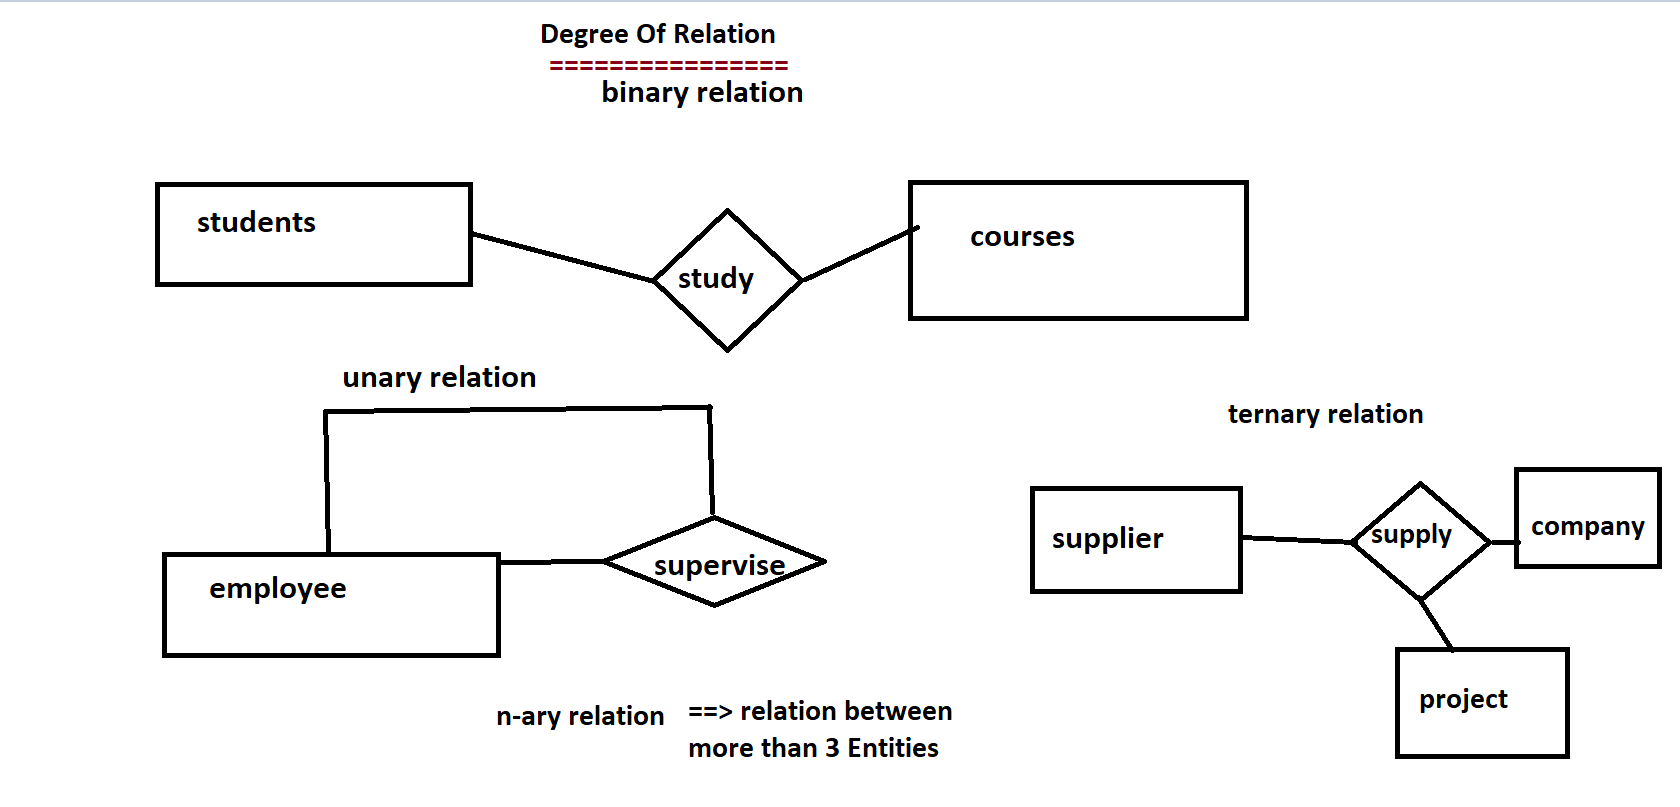 Degree Of Relation
================
binary relation
students
study
courses
unary relation
employee
supervise
ternary relation
supplier
supply
company
project
n-ary relation ==> relation between
more than 3 Entities